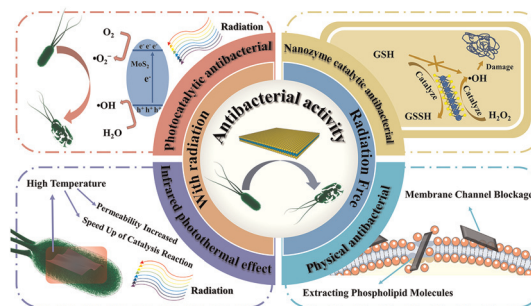 O₂
•O₂⁻
e⁻ e⁻ e⁻
MoS₂
e⁻
•OH
h⁺ h⁺ h⁺
H₂O
Radiation
Photocatalytic antibacterial
Nanozyme catalytic antibacterial
GSH
Damage
•OH
Catalyze
Catalyze
GSSH
H₂O₂
With radiation
Antibacterial activity
Radiation Free
Infrared photothermal effect
Physical antibacterial
High Temperature
Permeability Increased
Speed Up of Catalysis Reaction
Radiation
Membrane Channel Blockage
Extracting Phospholipid Molecules